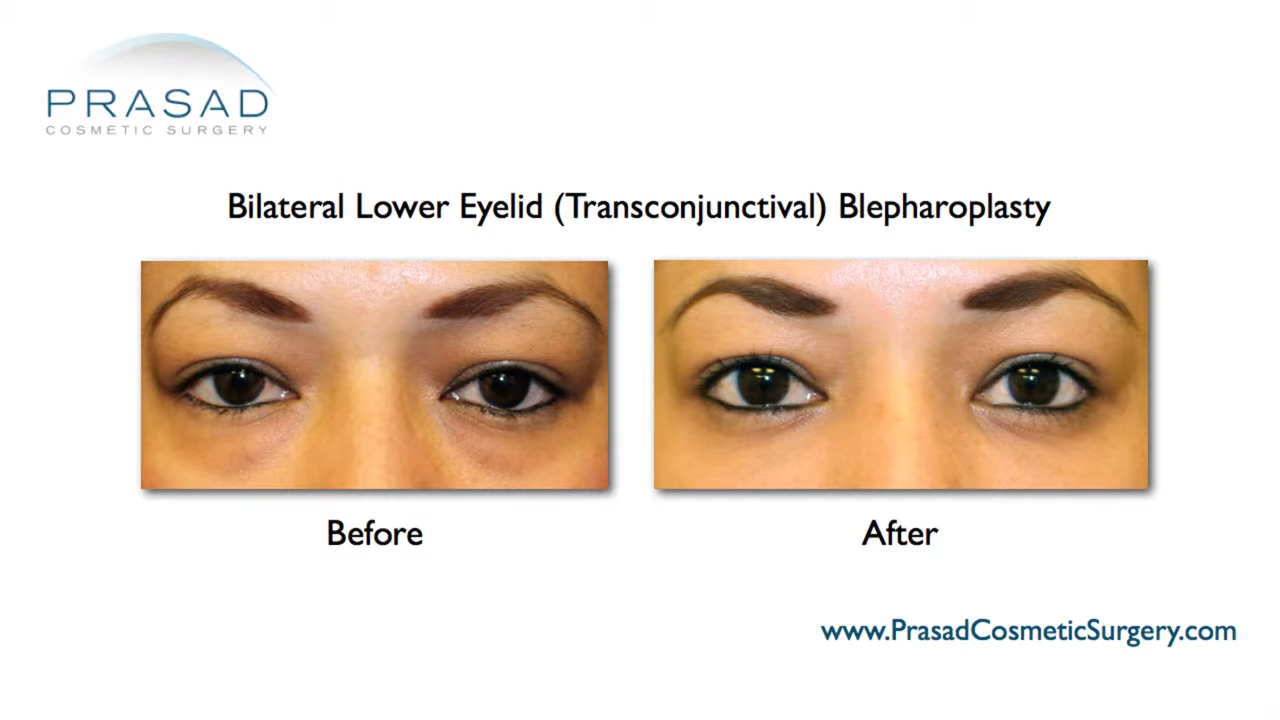 PRASAD
COSMETIC SURGERY
Bilateral Lower Eyelid (Transconjunctival) Blepharoplasty
Before
After
www.PrasadCosmeticSurgery.com